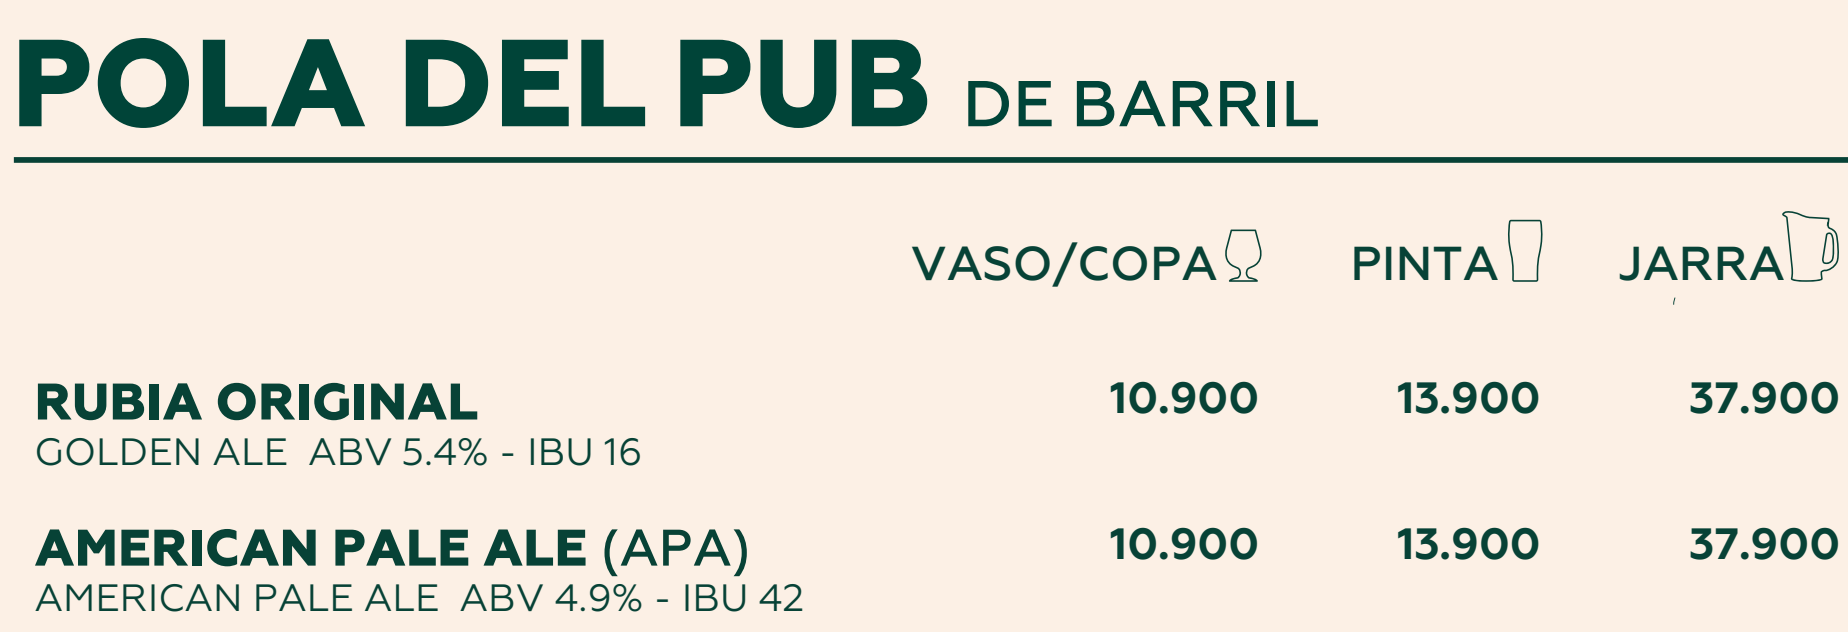 POLA DEL PUB DE BARRIL
VASO/COPA PINTA JARRA
RUBIA ORIGINAL 10.900 13.900 37.900
GOLDEN ALE ABV 5.4% - IBU 16
AMERICAN PALE ALE (APA) 10.900 13.900 37.900
AMERICAN PALE ALE ABV 4.9% - IBU 42